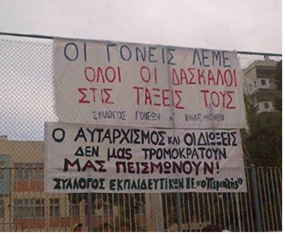 ΟΙ ΓΟΝΕΙΣ ΛΕΜΕ
ΟΛΟΙ ΟΙ ΔΑΣΚΑΛΟΙ
ΣΤΙΣ ΤΑΞΕΙΣ ΤΟΥΣ
ΣΥΛΛΟΓΟΣ ΓΟΝΕΩΝ Κ' ΚΗΔΕΜΟΝΩΝ
Ο ΑΥΤΑΡΧΙΣΜΟΣ ΚΑΙ ΟΙ ΔΙΩΞΕΙΣ
ΔΕΝ μας ΤΡΟΜΟΚΡΑΤΟΥΝ
ΜΑΣ ΠΕΙΣΜΩΝΟΥΝ!
ΣΥΛΛΟΓΟΣ ΕΚΠΑΙΔΕΥΤΙΚΩΝ Π.Ε.